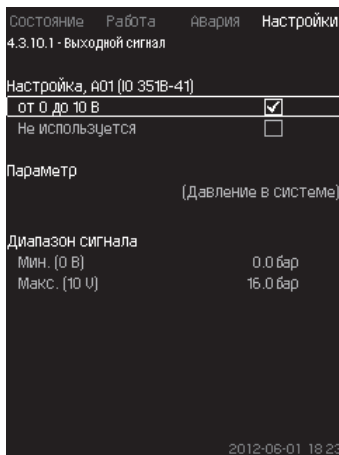 Состояние Работа Авария Настройки
4.3.10.1 - Выходной сигнал
Настройка, AO1 (IO 351B-41)
от 0 до 10 В
Не используется
Параметр
(Давление в системе)
Диапазон сигнала
Мин. (0 В) 0.0 бар
Макс. (10 V) 16.0 бар
2012-06-01 18:23